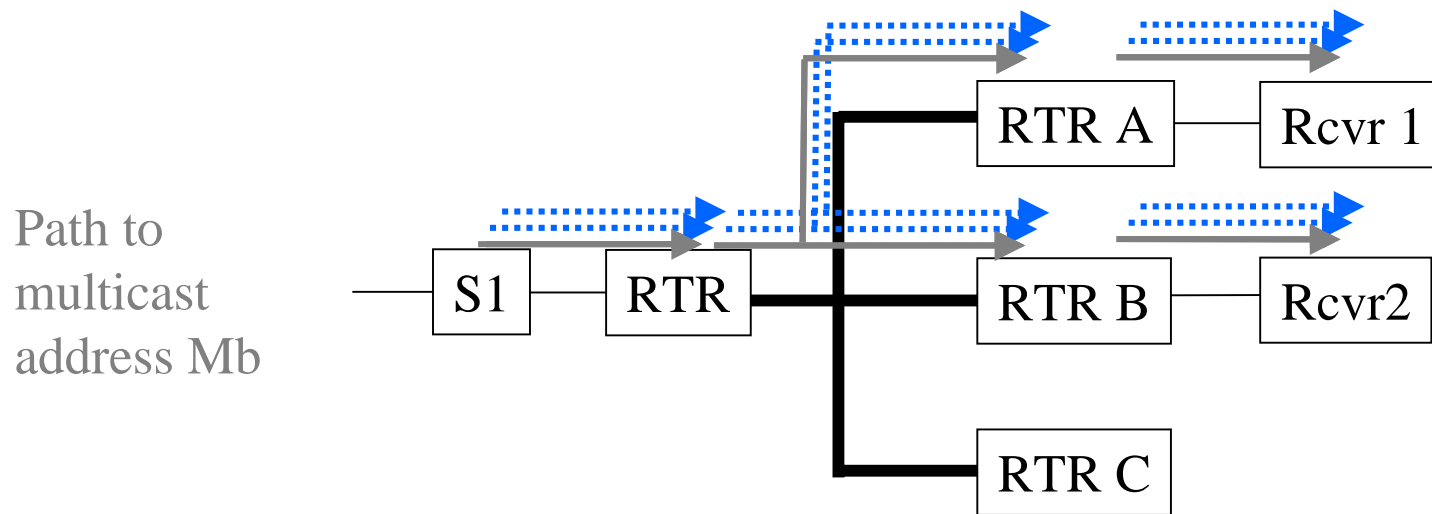 RTR A
Rcvr 1
Path to
multicast
address Mb
S1
RTR
RTR B
Rcvr2
RTR C